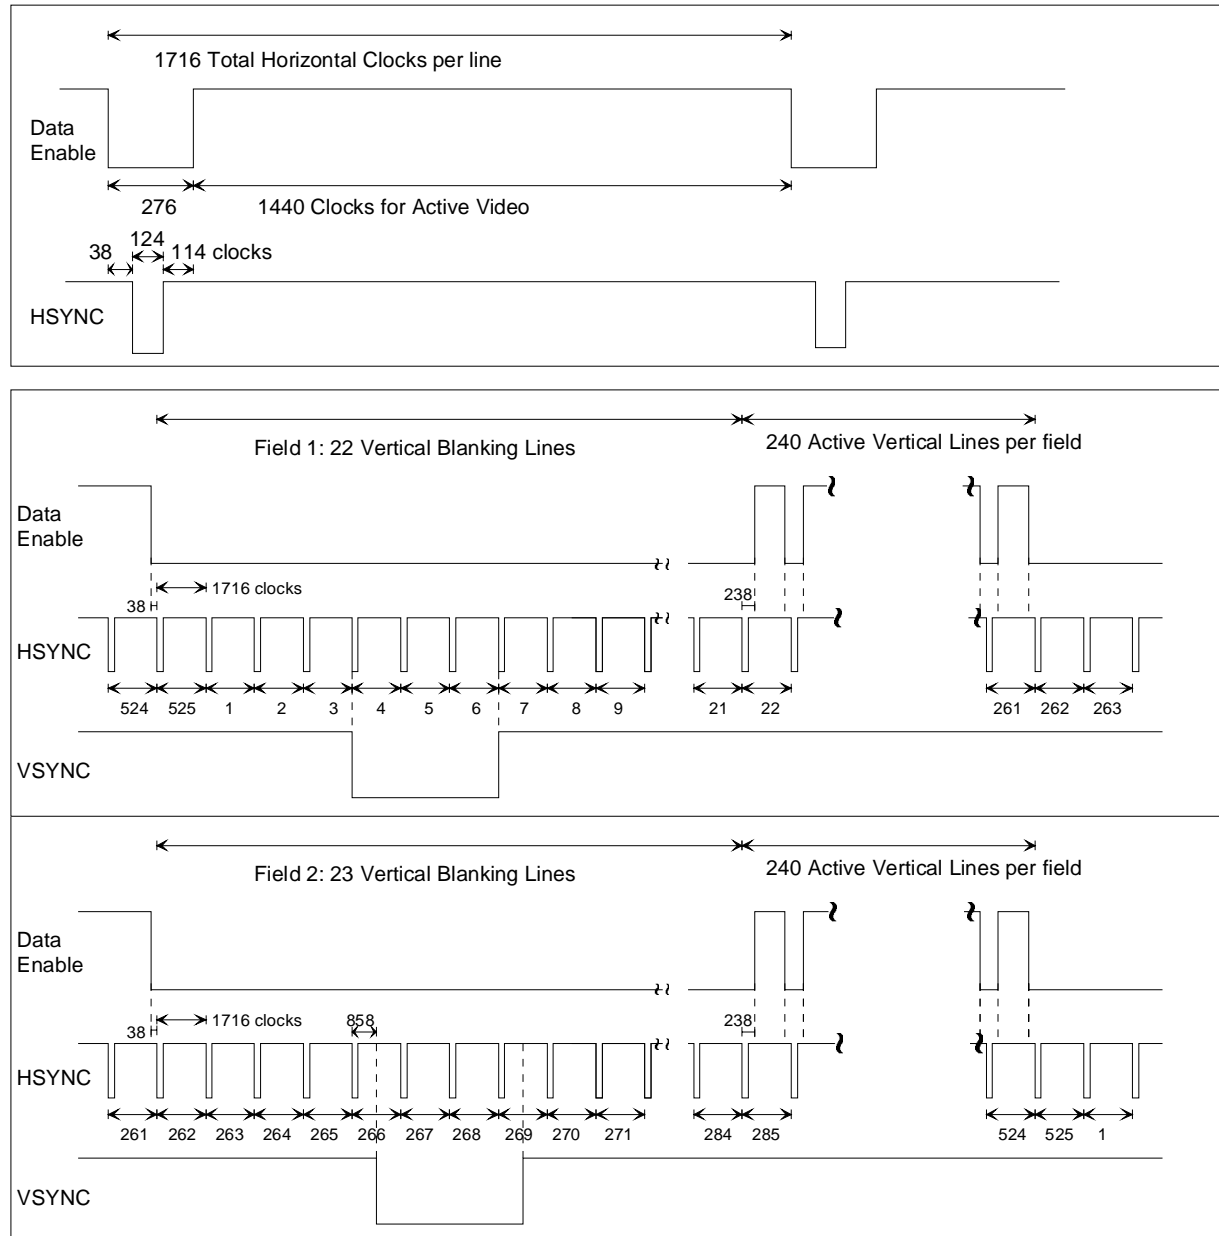 1716 Total Horizontal Clocks per line
Data
Enable
276
1440 Clocks for Active Video
124
38
114 clocks
HSYNC
Field 1: 22 Vertical Blanking Lines
240 Active Vertical Lines per field
Data
Enable
1716 clocks
38
238
HSYNC
524 525 1 2 3 4 5 6 7 8 9 21 22 261 262 263
VSYNC
Field 2: 23 Vertical Blanking Lines
240 Active Vertical Lines per field
Data
Enable
1716 clocks
38
858
238
HSYNC
261 262 263 264 265 266 267 268 269 270 271 284 285 524 525 1
VSYNC